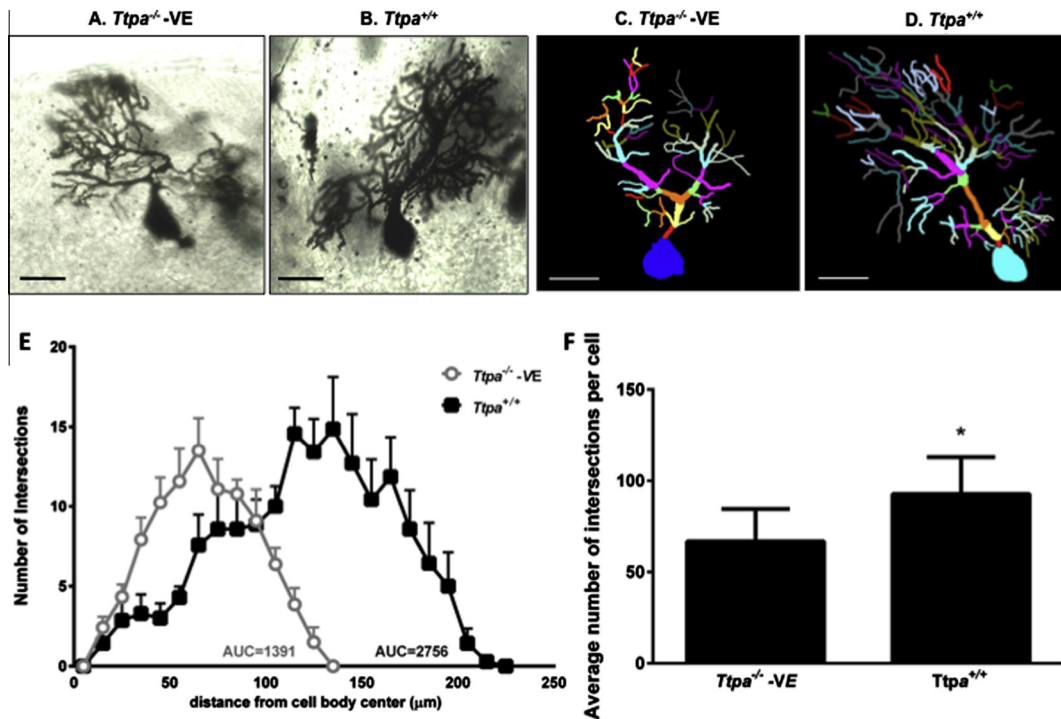 A. Ttpa-/- -VE
B. Ttpa+/+
C. Ttpa-/- -VE
D. Ttpa+/+
E
20
15
10
5
0
Number of Intersections
Ttpa-/- -VE
Ttpa+/+
AUC=1391
AUC=2756
0 50 100 150 200 250
distance from cell body center (µm)
F
Average number of intersections per cell
150
100
50
0
Ttpa-/- -VE
Ttpa+/+
*